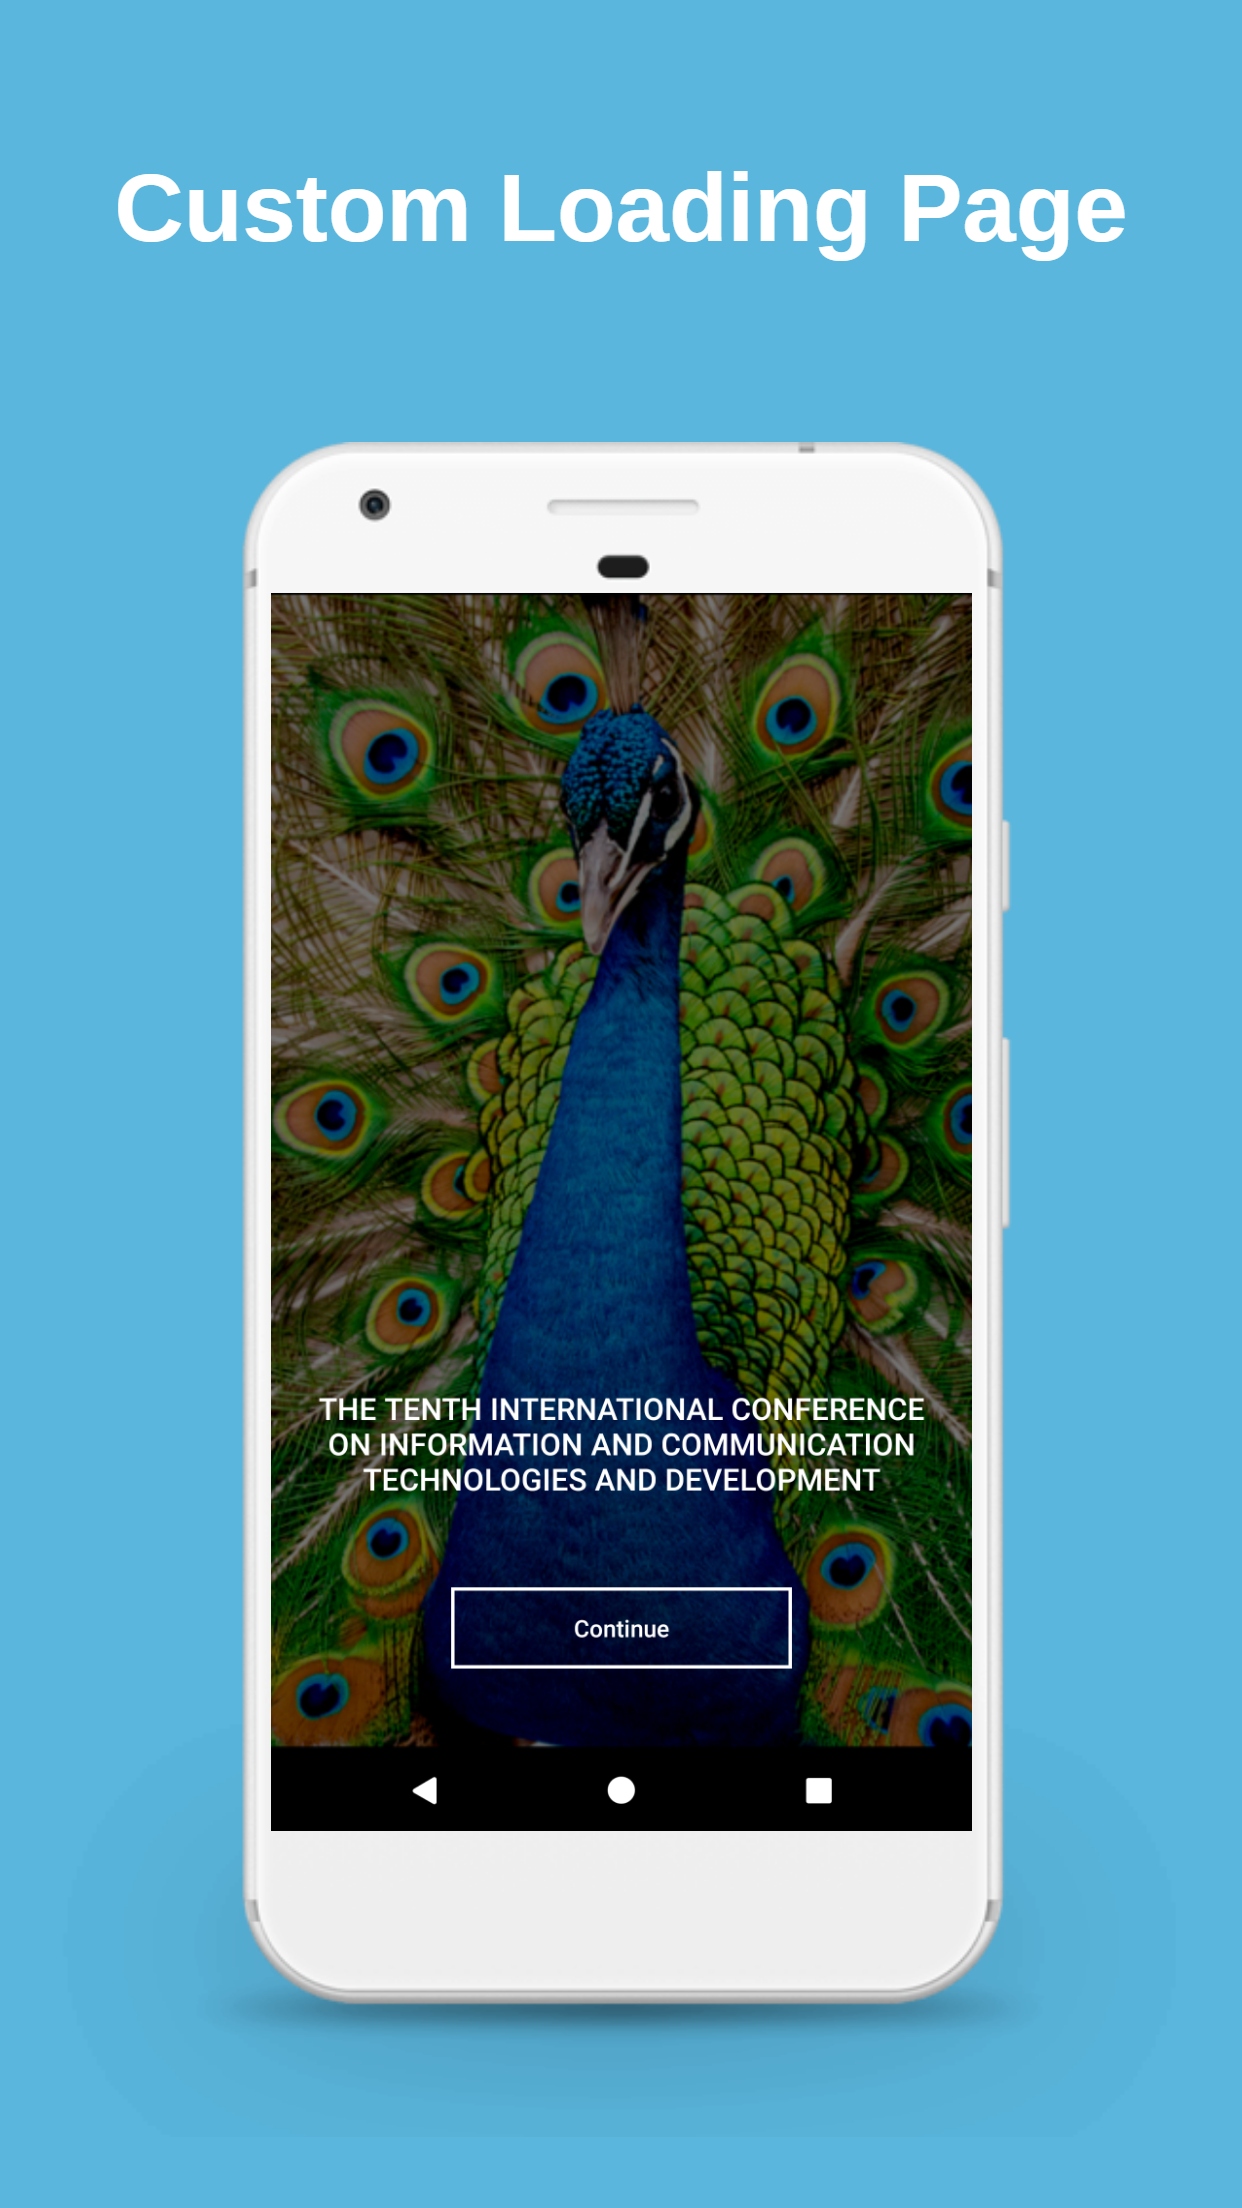 Custom Loading Page
THE TENTH INTERNATIONAL CONFERENCE
ON INFORMATION AND COMMUNICATION
TECHNOLOGIES AND DEVELOPMENT
Continue